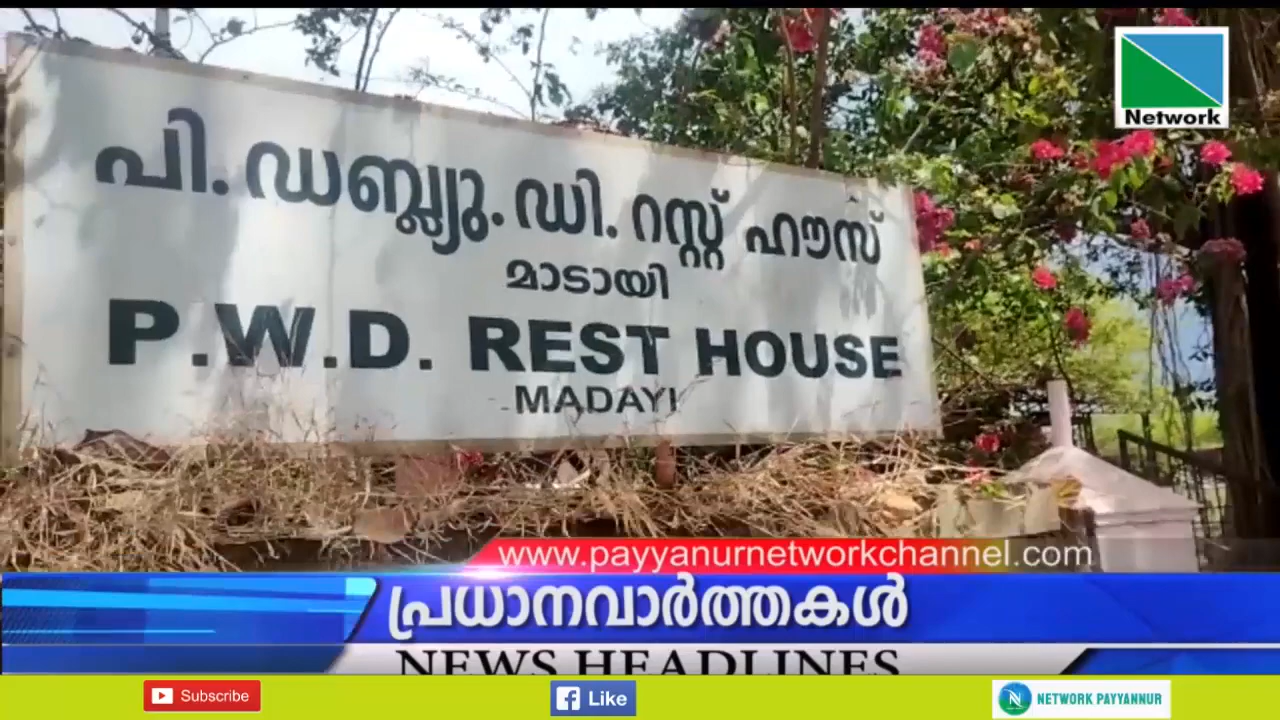 Network
പി. ഡബ്ല്യു. ഡി. റസ്റ്റ് ഹൗസ്
മാടായി
P.W.D. REST HOUSE
MADAYI
www.payyanurnetworkchannel.com
പ്രധാനവാർത്തകൾ
NEWS HEADLINES
Subscribe
Like
NETWORK PAYYANNUR